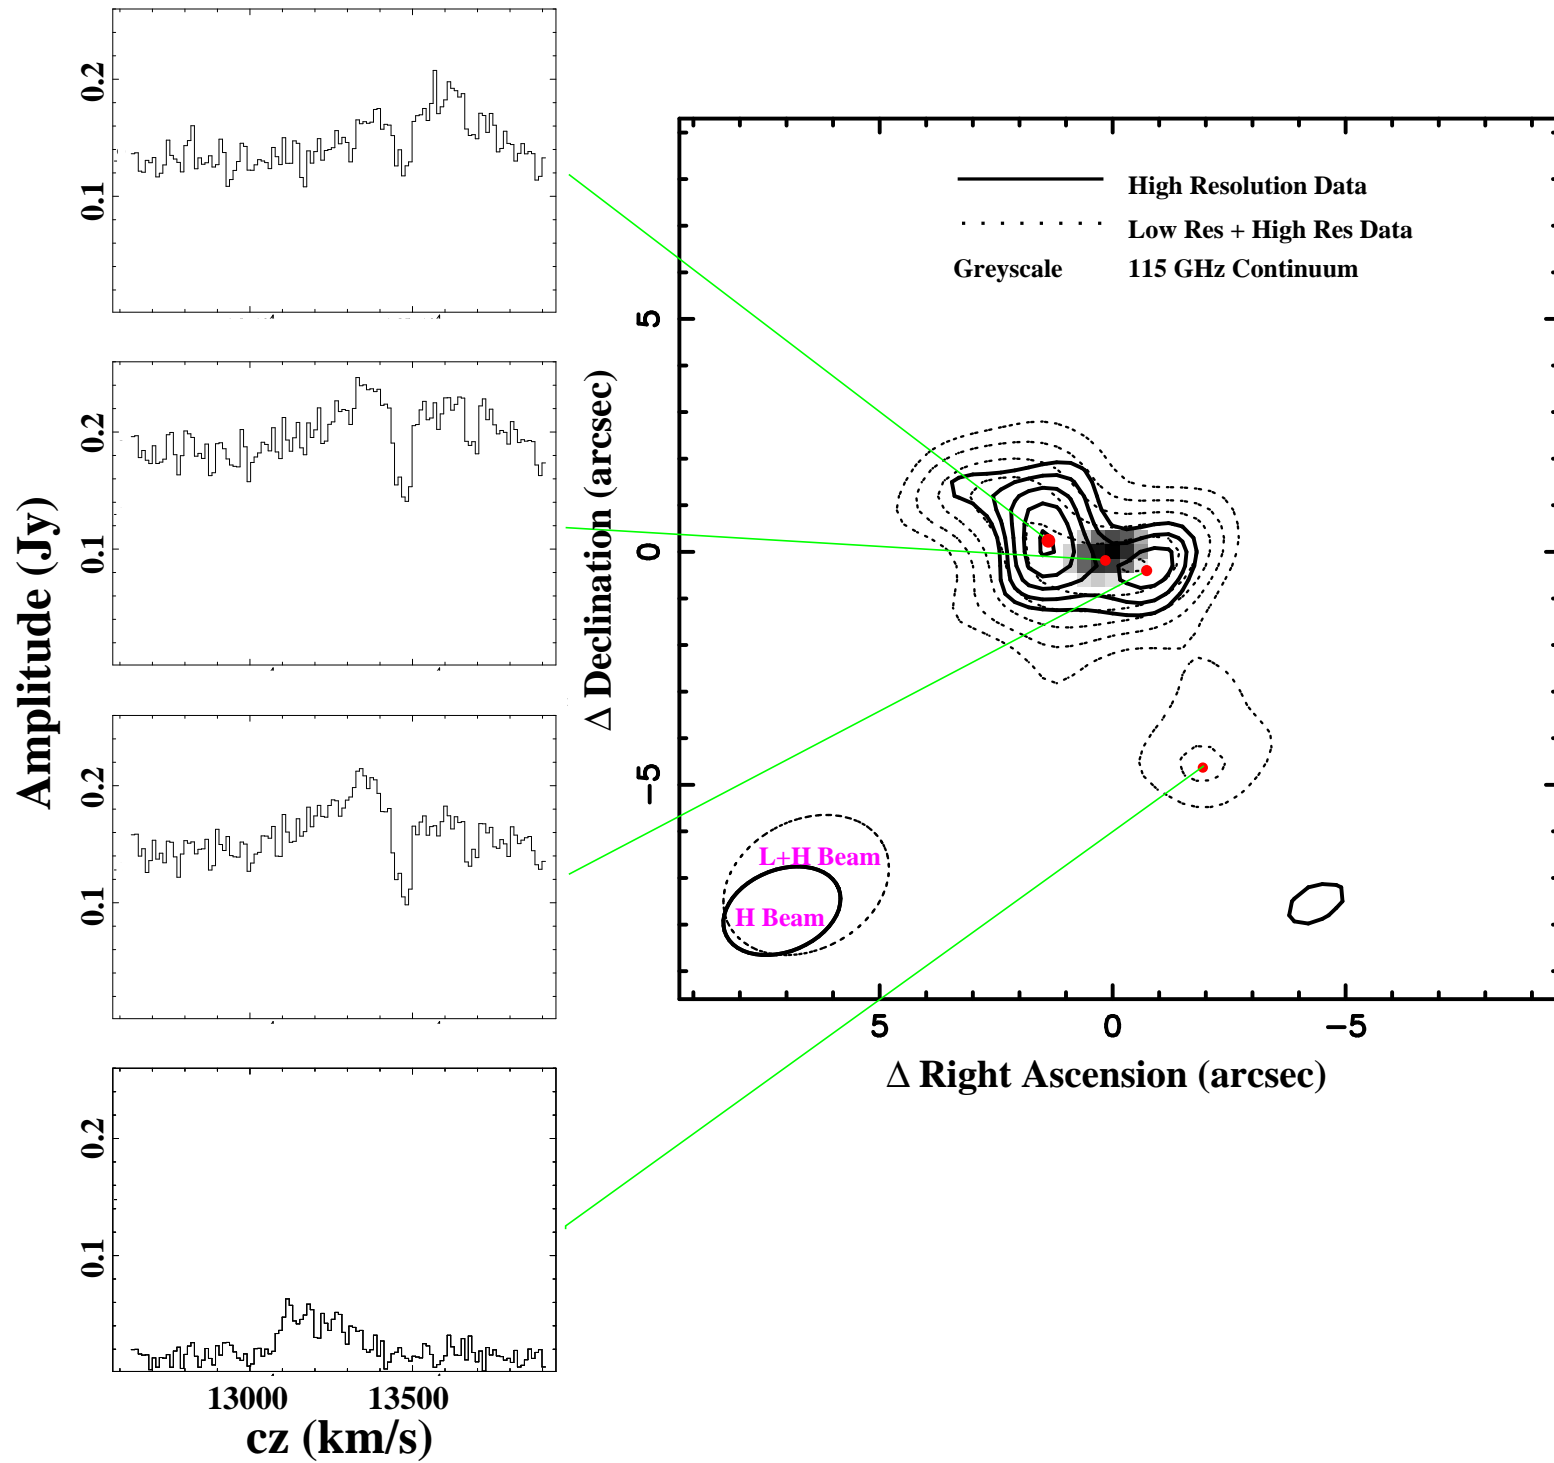 0.2
0.1
0.2
0.1
0.2
0.1
0.2
0.1
Amplitude (Jy)
13000 13500
cz (km/s)
High Resolution Data
Low Res + High Res Data
Greyscale 115 GHz Continuum
5
0
−5
Δ Declination (arcsec)
L+H Beam
H Beam
5 0 −5
Δ Right Ascension (arcsec)